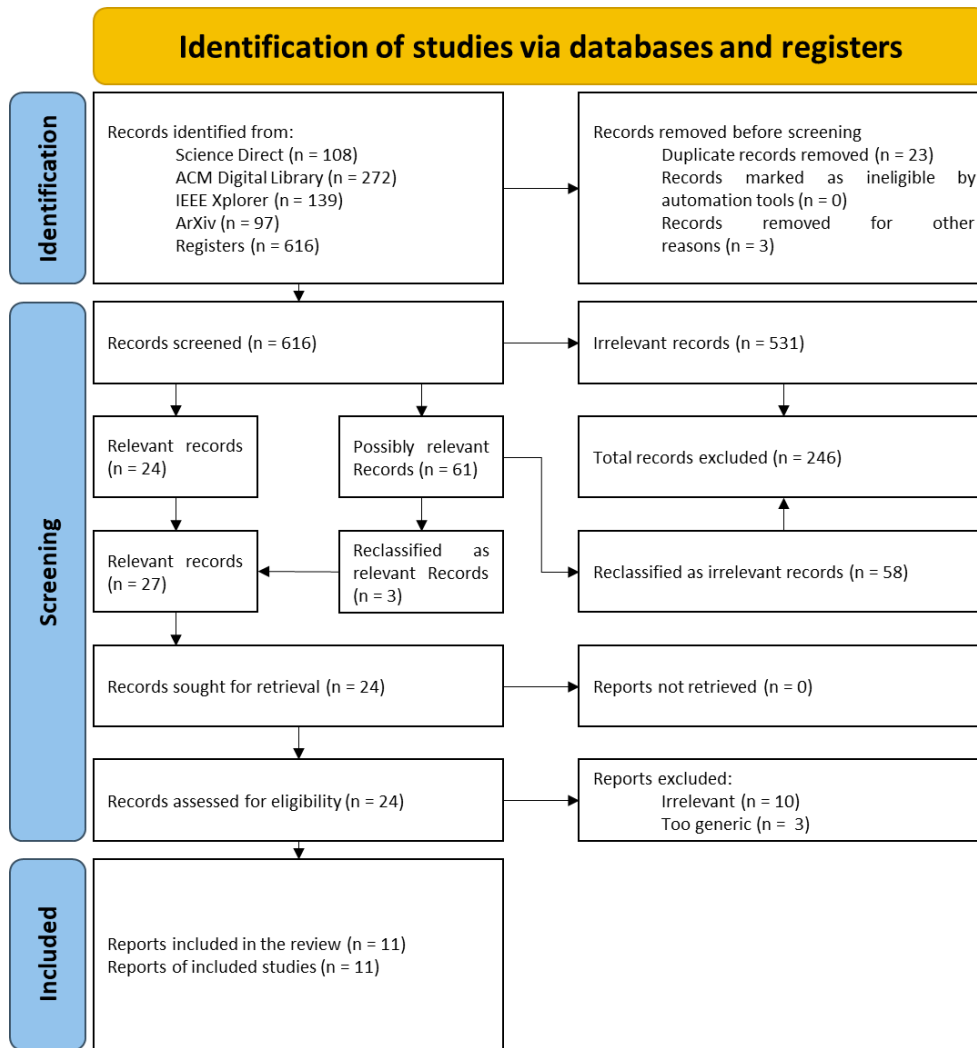 Identification of studies via databases and registers
Identification
Records identified from:
Science Direct (n = 108)
ACM Digital Library (n = 272)
IEEE Xplorer (n = 139)
ArXiv (n = 97)
Registers (n = 616)
Records removed before screening
Duplicate records removed (n = 23)
Records marked as ineligible by
automation tools (n = 0)
Records removed for other
reasons (n = 3)
Screening
Records screened (n = 616)
Irrelevant records (n = 531)
Relevant records
(n = 24)
Possibly relevant
Records (n = 61)
Total records excluded (n = 246)
Relevant records
(n = 27)
Reclassified as
relevant Records
(n = 3)
Reclassified as irrelevant records (n = 58)
Records sought for retrieval (n = 24)
Reports not retrieved (n = 0)
Records assessed for eligibility (n = 24)
Reports excluded:
Irrelevant (n = 10)
Too generic (n = 3)
Included
Reports included in the review (n = 11)
Reports of included studies (n = 11)